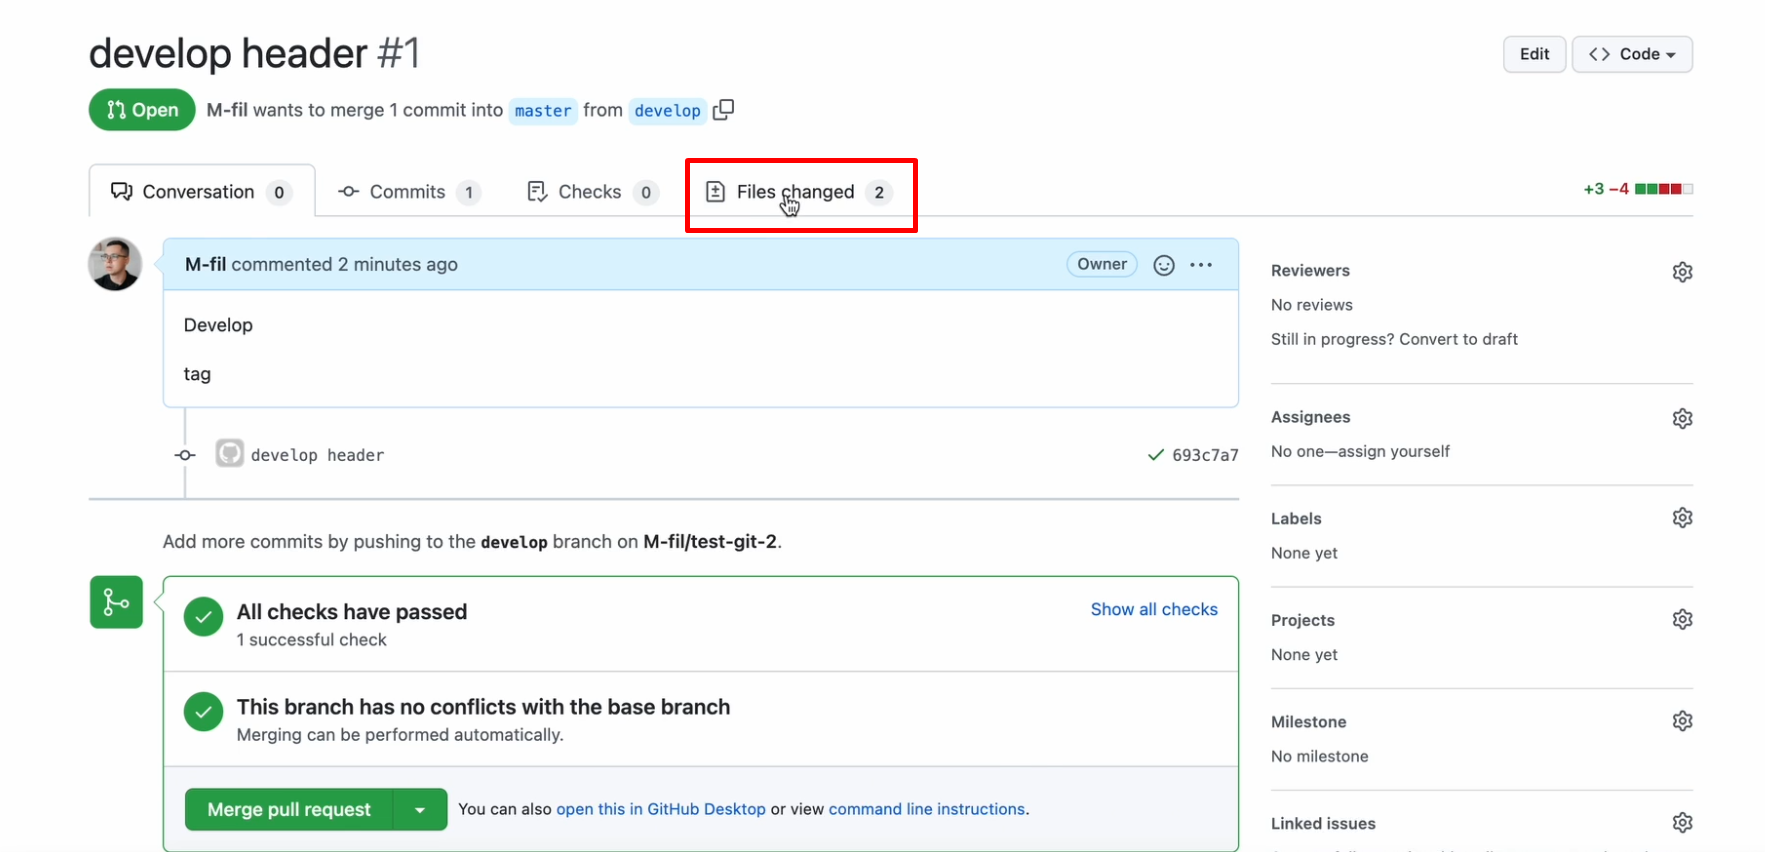 develop header #1
Edit
<> Code
Open
M-fil wants to merge 1 commit into master from develop
Conversation 0
Commits 1
Checks 0
Files changed 2
+3 −4
M-fil commented 2 minutes ago
Owner
Develop
tag
develop header
693c7a7
Add more commits by pushing to the develop branch on M-fil/test-git-2.
All checks have passed
1 successful check
Show all checks
This branch has no conflicts with the base branch
Merging can be performed automatically.
Merge pull request
You can also open this in GitHub Desktop or view command line instructions.
Reviewers
No reviews
Still in progress? Convert to draft
Assignees
No one—assign yourself
Labels
None yet
Projects
None yet
Milestone
No milestone
Linked issues